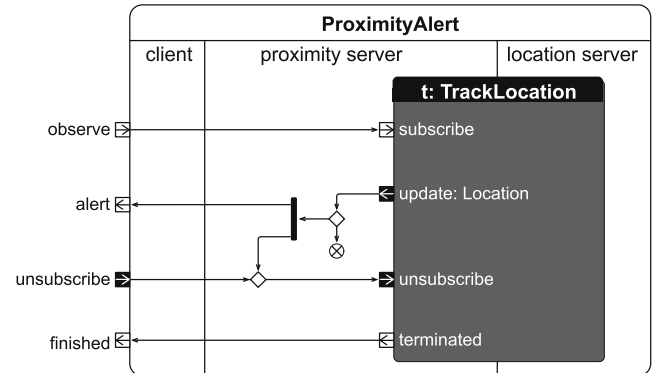 ProximityAlert
client
proximity server
location server
t: TrackLocation
observe
subscribe
update: Location
alert
unsubscribe
unsubscribe
finished
terminated